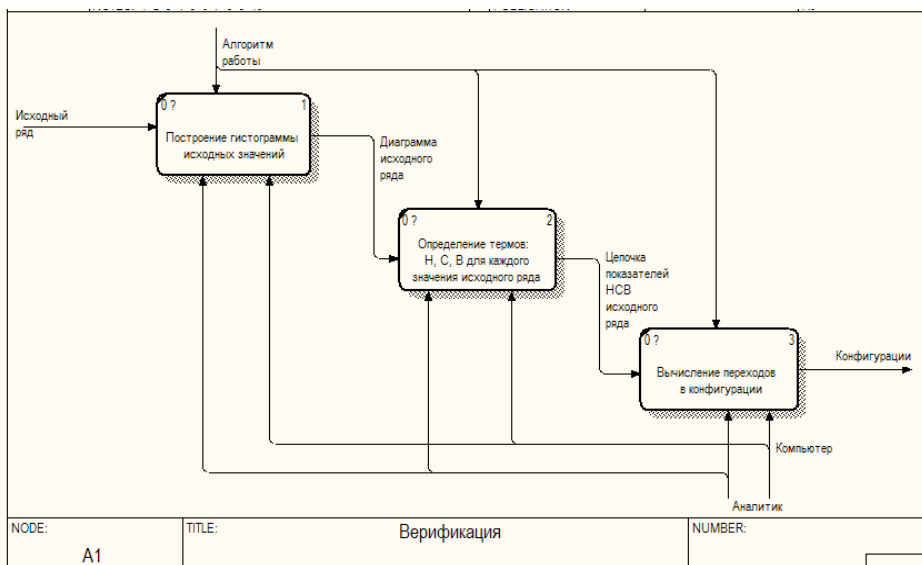 Алгоритм
работы
Исходный
ряд
0 ?
1
Построение гистограммы
исходных значений
Диаграмма
исходного
ряда
0 ?
2
Определение термов:
Н, С, В для каждого
значения исходного ряда
Цепочка
показателей
НСВ
исходного
ряда
0 ?
3
Вычисление переходов
в конфигурации
Конфигурации
Компьютер
Аналитик
NODE:
A1
TITLE:
Верификация
NUMBER: